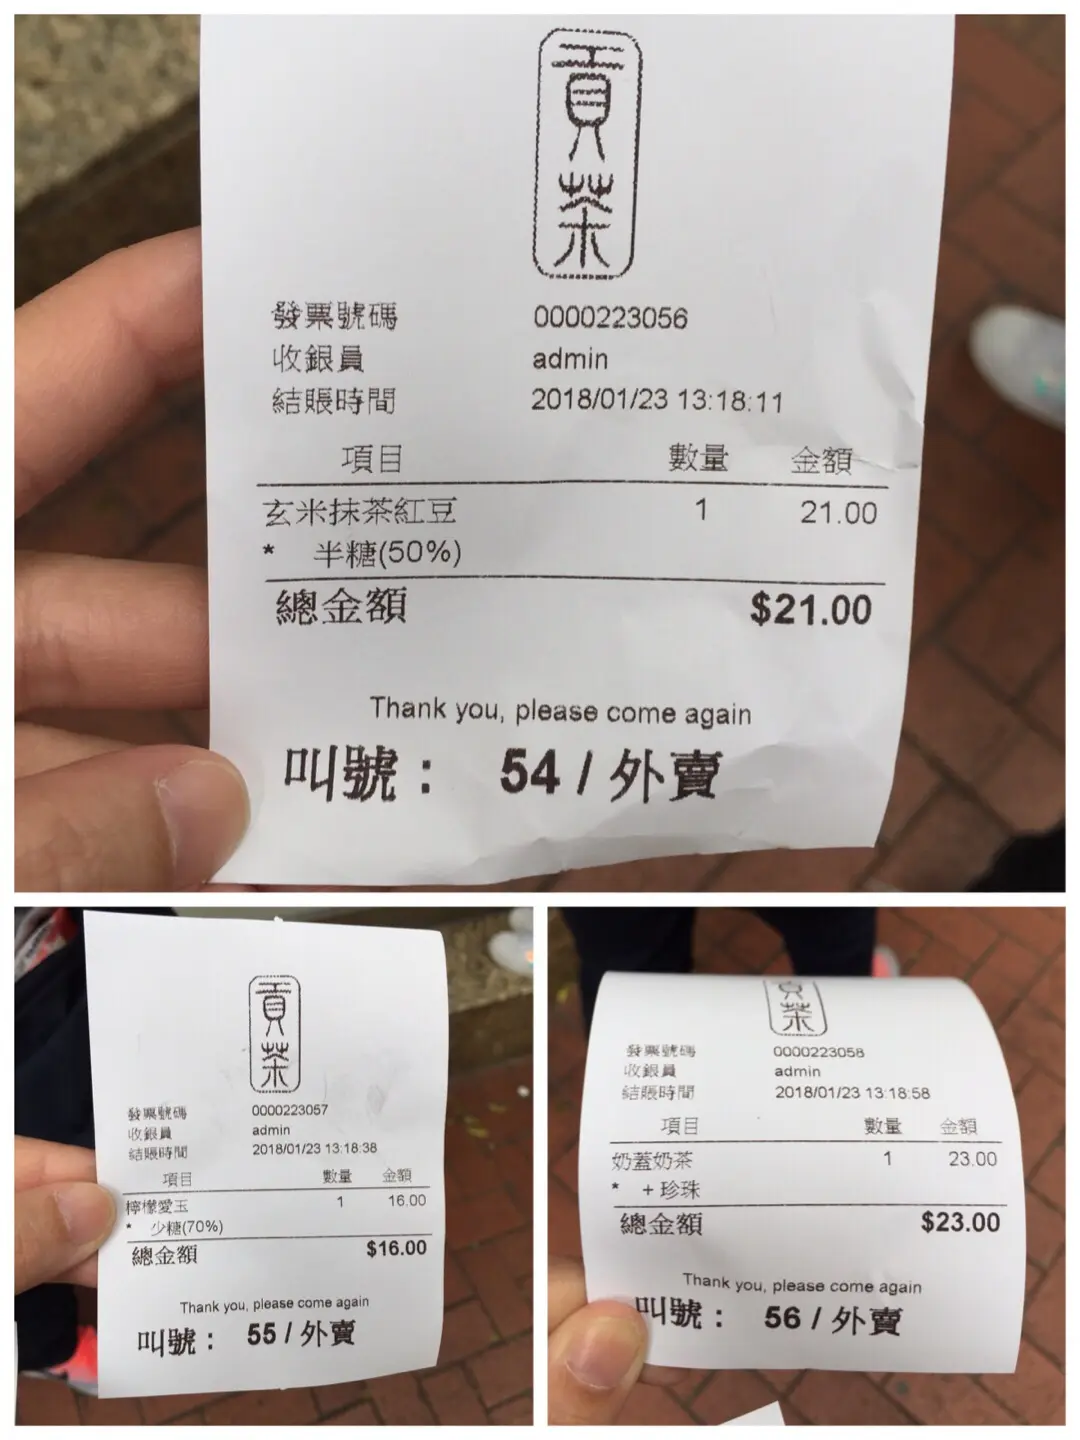 貢茶
發票號碼 0000223056
收銀員 admin
結賬時間 2018/01/23 13:18:11
項目 數量 金額
玄米抹茶紅豆 1 21.00
* 半糖(50%)
總金額 $21.00
Thank you, please come again
叫號： 54 / 外賣
貢茶
發票號碼 0000223057
收銀員 admin
結賬時間 2018/01/23 13:18:38
項目 數量 金額
檸檬愛玉 1 16.00
* 少糖(70%)
總金額 $16.00
Thank you, please come again
叫號： 55 / 外賣
貢茶
發票號碼 0000223058
收銀員 admin
結賬時間 2018/01/23 13:18:58
項目 數量 金額
奶蓋奶茶 1 23.00
* + 珍珠
總金額 $23.00
Thank you, please come again
叫號： 56 / 外賣